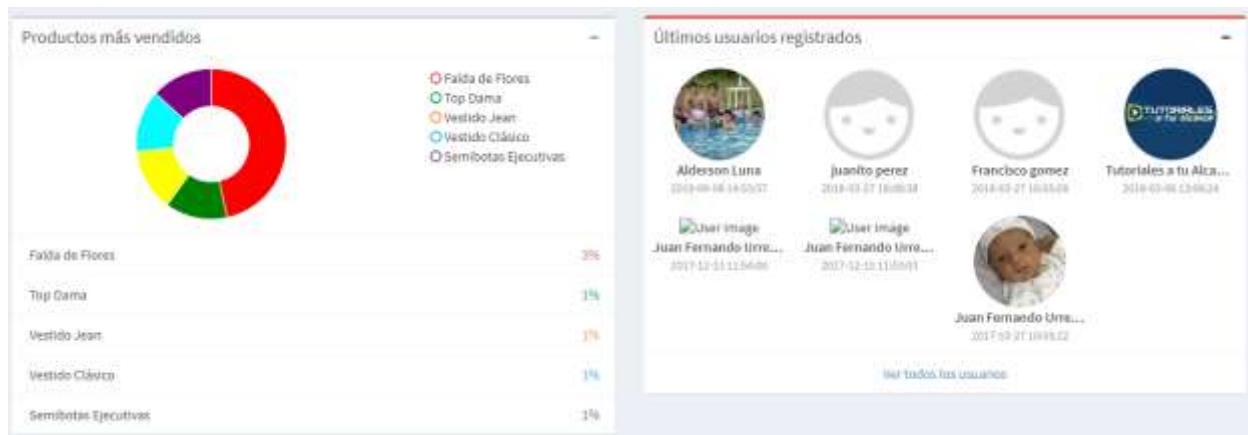 Productos más vendidos
Falda de Flores
Top Dama
Vestido Jean
Vestido Clásico
Semibotas Ejecutivas
Falda de Flores 3%
Top Dama 1%
Vestido Jean 1%
Vestido Clásico 1%
Semibotas Ejecutivas 1%
Últimos usuarios registrados
TUTORIALES
a tu alcance
Alderson Luna
juanito perez
Francisco gomez
Tutoriales a tu Alca...
User Image
User Image
Juan Fernando Urre...
Juan Fernando Urre...
Juan Fernando Urre...
Ver todos los usuarios